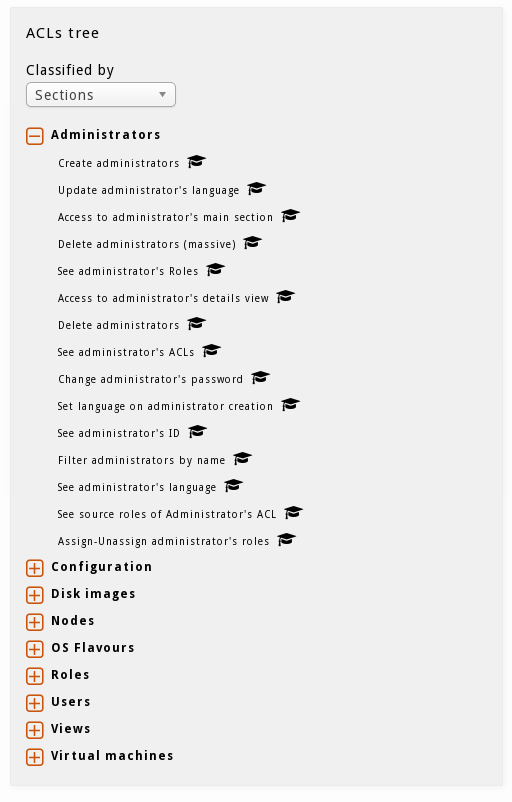 ACLs tree
Classified by
Sections
Administrators
Create administrators
Update administrator's language
Access to administrator's main section
Delete administrators (massive)
See administrator's Roles
Access to administrator's details view
Delete administrators
See administrator's ACLs
Change administrator's password
Set language on administrator creation
See administrator's ID
Filter administrators by name
See administrator's language
See source roles of Administrator's ACL
Assign-Unassign administrator's roles
Configuration
Disk images
Nodes
OS Flavours
Roles
Users
Views
Virtual machines